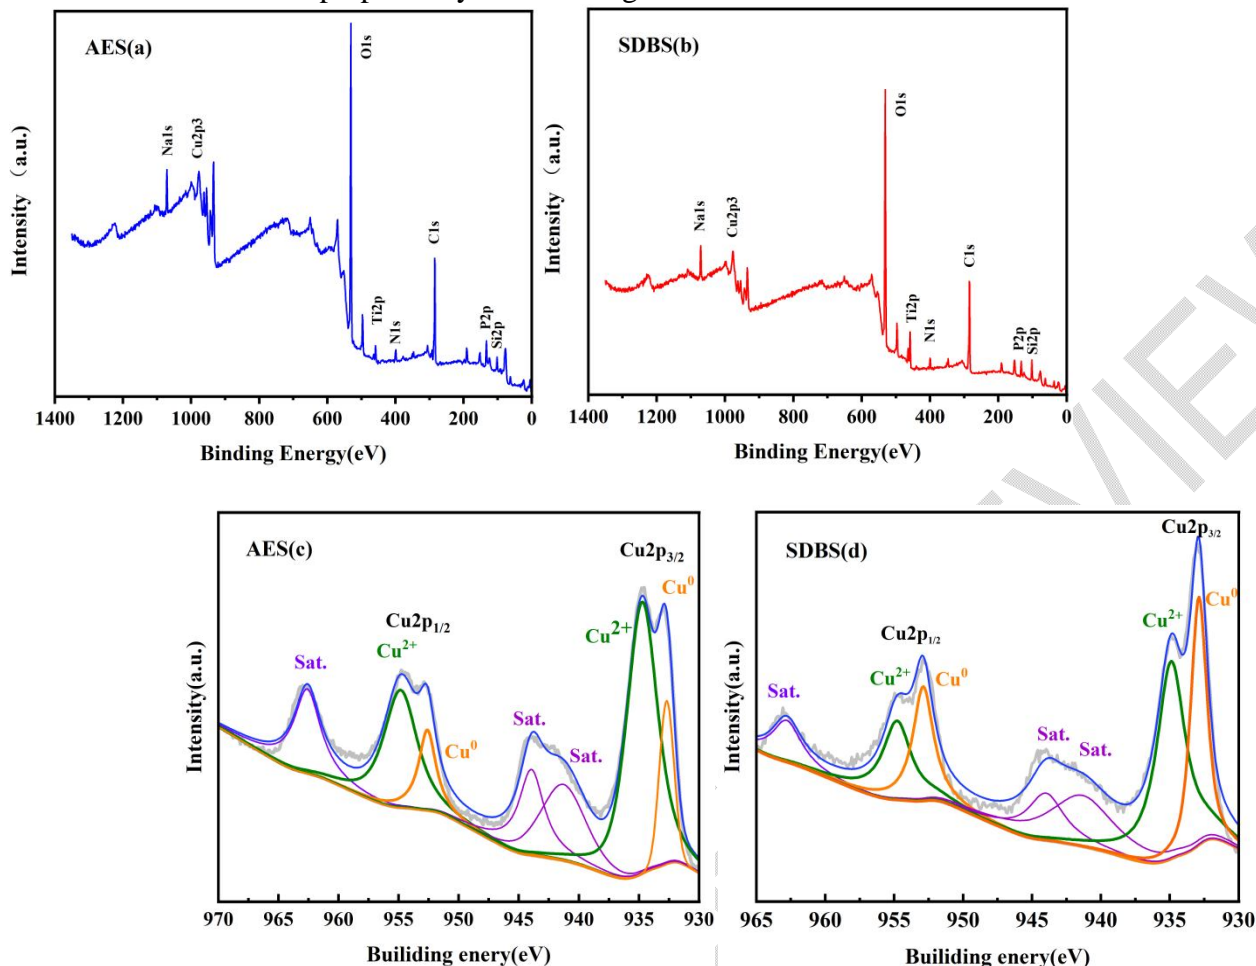 AES(a)
O1s
Na1s
Cu2p3
C1s
Ti2p
N1s
P2p
Si2p
Intensity （a.u.)
1400 1200 1000 800 600 400 200 0
Binding Energy(eV)
SDBS(b)
O1s
Na1s
Cu2p3
C1s
Ti2p
N1s
P2p
Si2p
Intensity （a.u.)
1400 1200 1000 800 600 400 200 0
Binding Energy(eV)
AES(c)
Cu2p3/2
Cu0
Cu2+
Cu2p1/2
Cu2+
Sat.
Cu0
Sat.
Sat.
Intensity(a.u.)
970 965 960 955 950 945 940 935 930
Builiding enery(eV)
SDBS(d)
Cu2p3/2
Cu0
Cu2+
Cu2p1/2
Cu2+
Cu0
Sat.
Sat.
Sat.
Intensity(a.u.)
965 960 955 950 945 940 935 930
Builiding enery(eV)